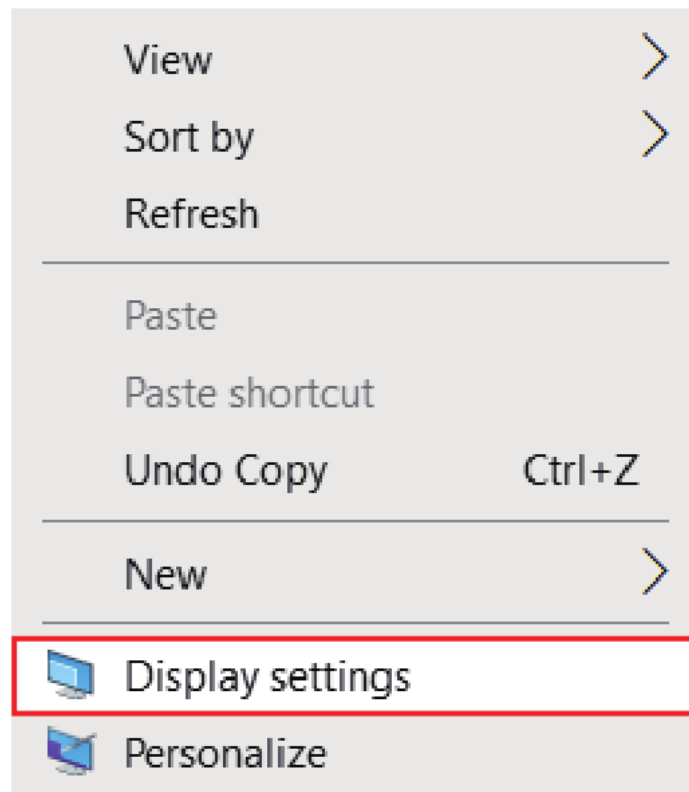 View
Sort by
Refresh
Paste
Paste shortcut
Undo Copy Ctrl+Z
New
Display settings
Personalize